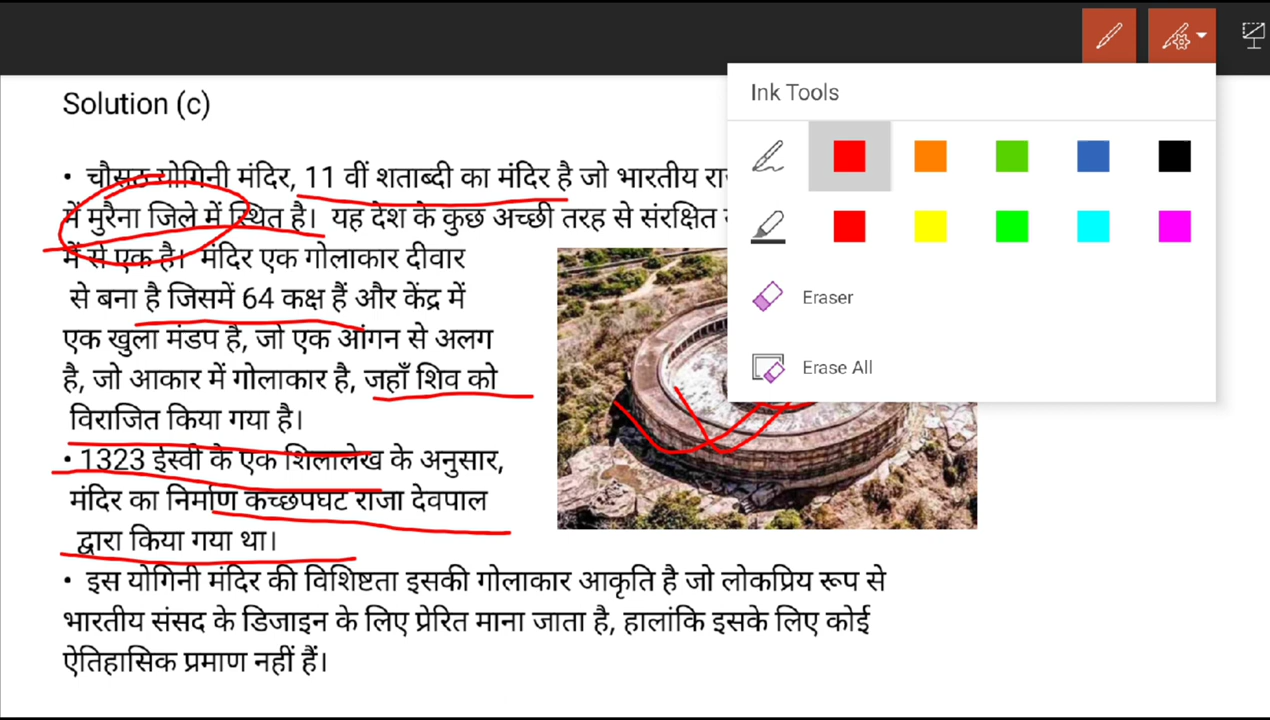 Ink Tools
Solution (c)
• चौसठ योगिनी मंदिर, 11 वीं शताब्दी का मंदिर है जो भारतीय
में मुरैना जिले में स्थित है। यह देश के कुछ अच्छी तरह से संरक्षित
में से एक है। मंदिर एक गोलाकार दीवार
से बना है जिसमें 64 कक्ष हैं और केंद्र में
Eraser
एक खुला मंडप है, जो एक आंगन से अलग
है, जो आकार में गोलाकार है, जहाँ शिव को
Erase All
विराजित किया गया है।
• 1323 ईस्वी के एक शिलालेख के अनुसार,
मंदिर का निर्माण कच्छपघट राजा देवपाल
द्वारा किया गया था।
• इस योगिनी मंदिर की विशिष्टता इसकी गोलाकार आकृति है जो लोकप्रिय रूप से
भारतीय संसद के डिजाइन के लिए प्रेरित माना जाता है, हालांकि इसके लिए कोई
ऐतिहासिक प्रमाण नहीं हैं।